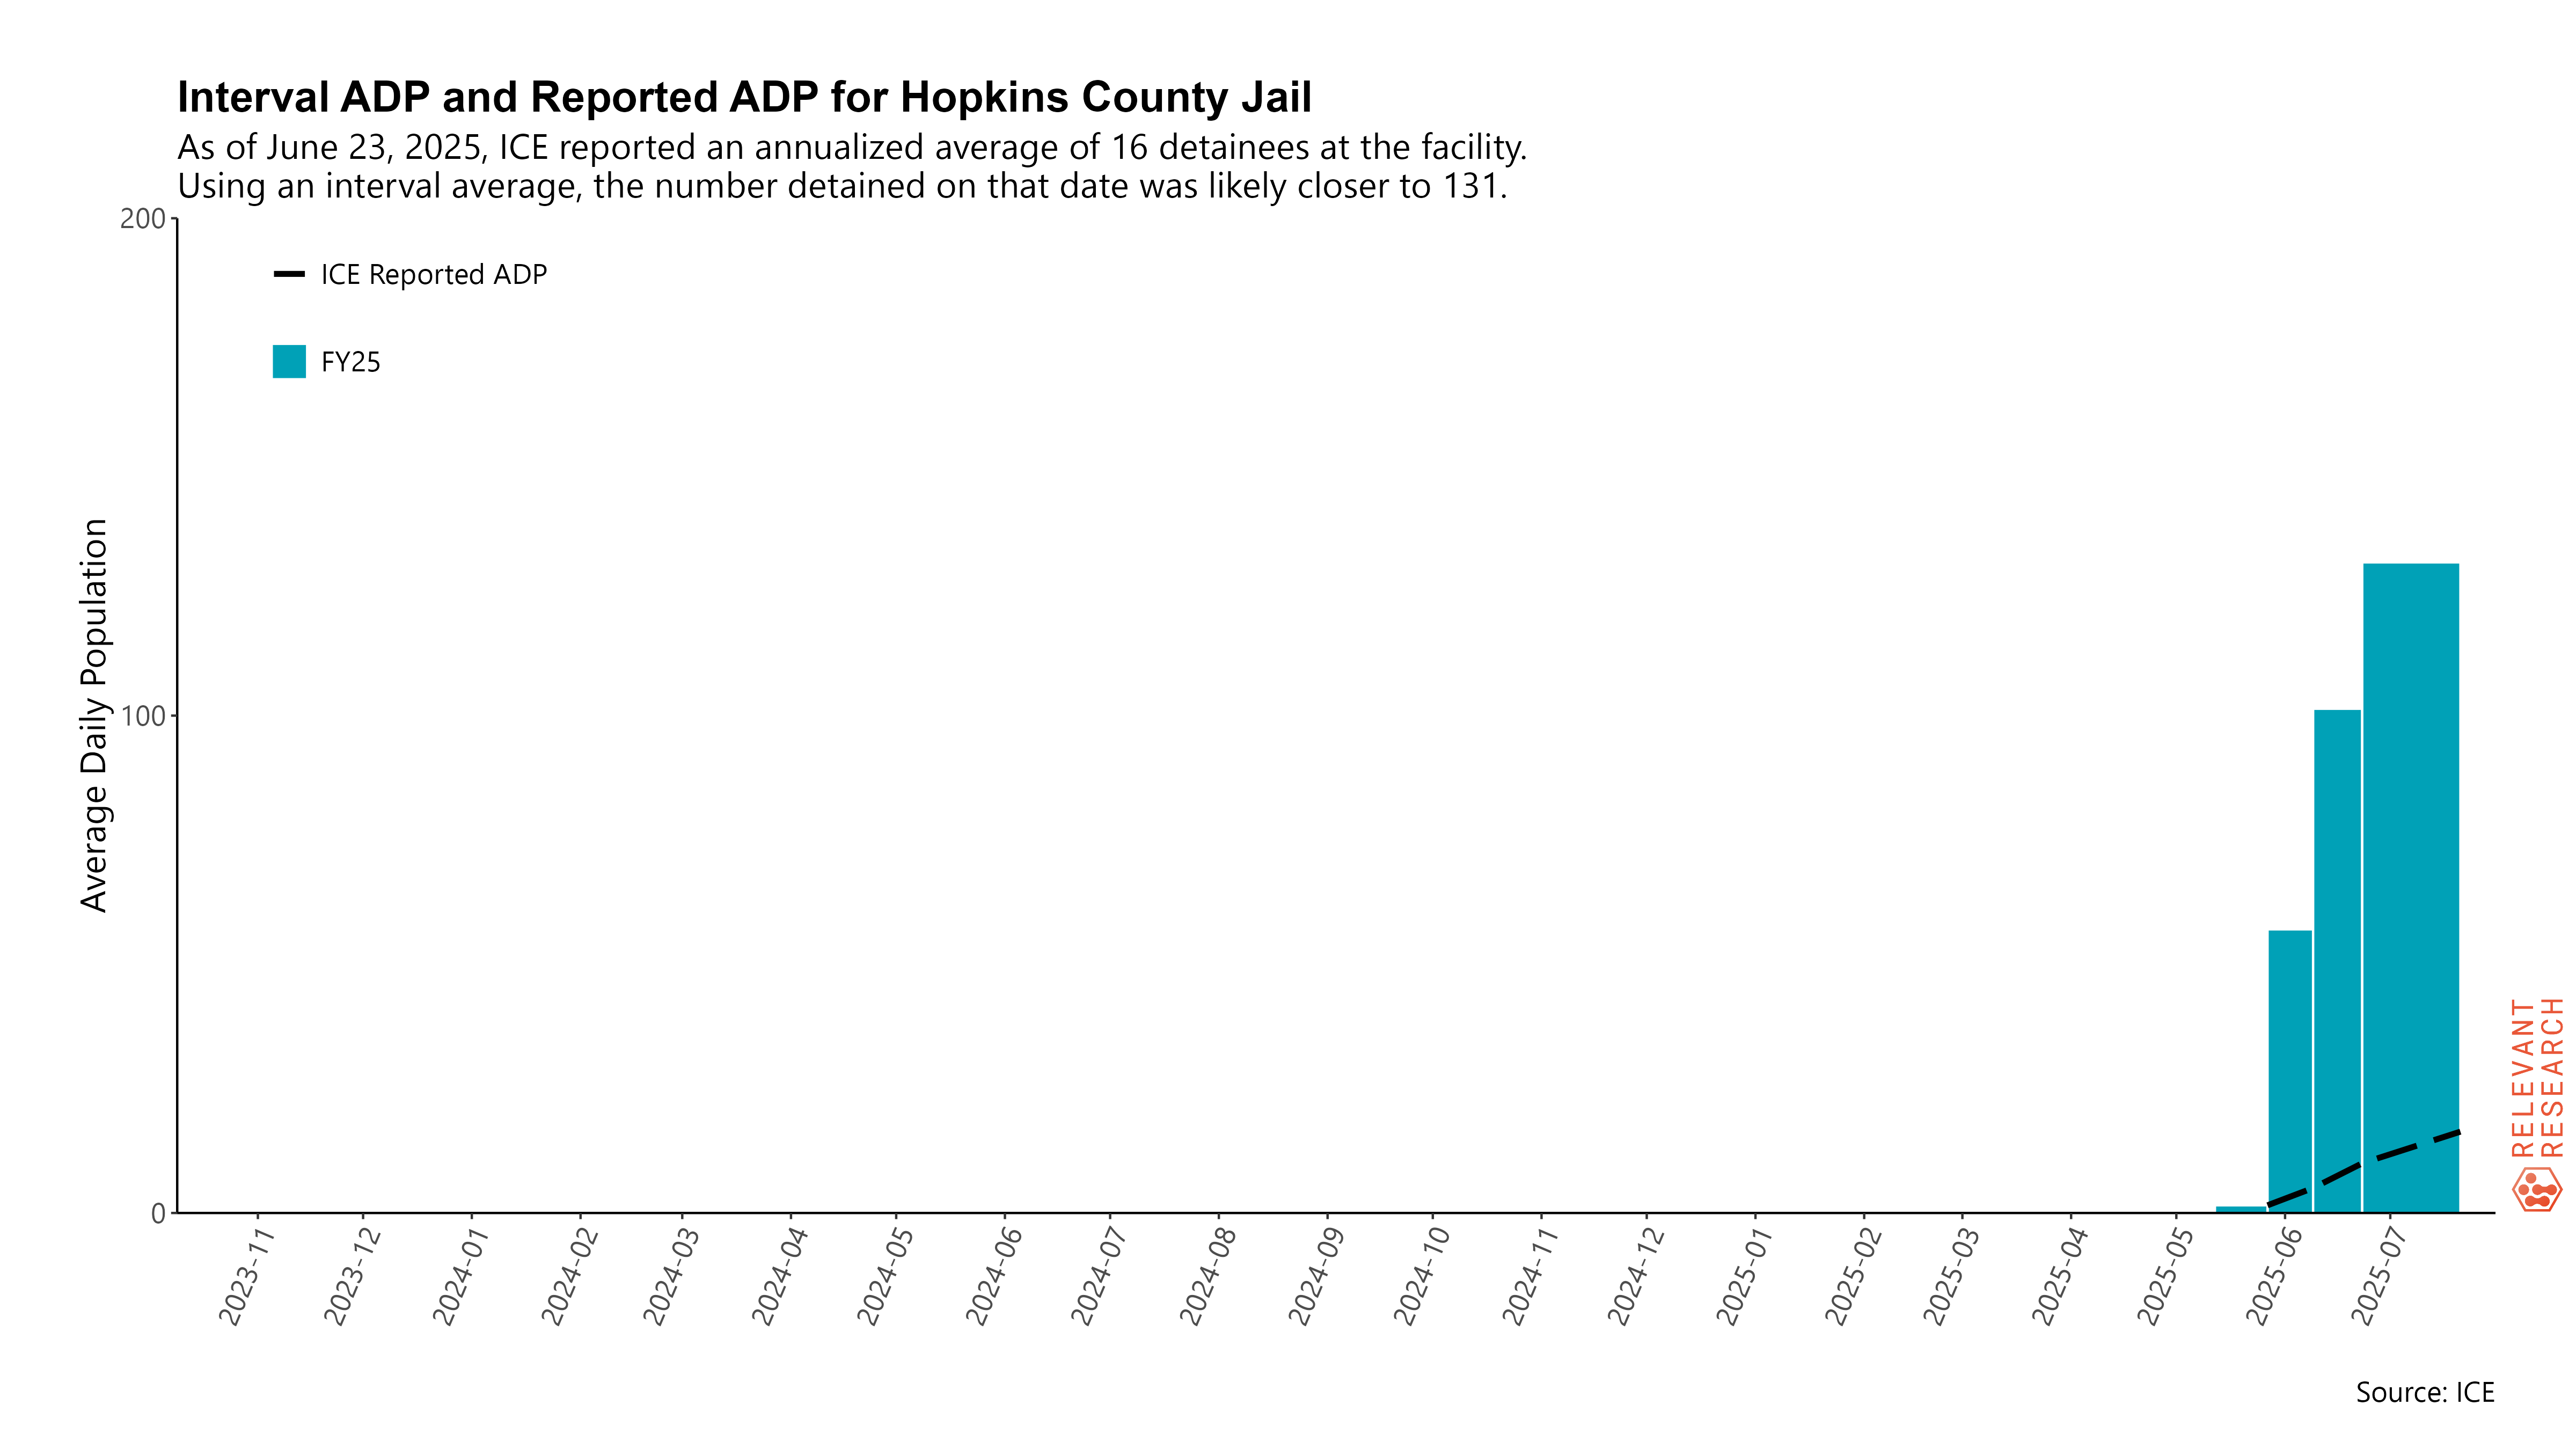 Interval ADP and Reported ADP for Hopkins County Jail
As of June 23, 2025, ICE reported an annualized average of 16 detainees at the facility.
Using an interval average, the number detained on that date was likely closer to 131.
200
100
0
Average Daily Population
ICE Reported ADP
FY25
2023-11
2023-12
2024-01
2024-02
2024-03
2024-04
2024-05
2024-06
2024-07
2024-08
2024-09
2024-10
2024-11
2024-12
2025-01
2025-02
2025-03
2025-04
2025-05
2025-06
2025-07
RELEVANT
RESEARCH
Source: ICE